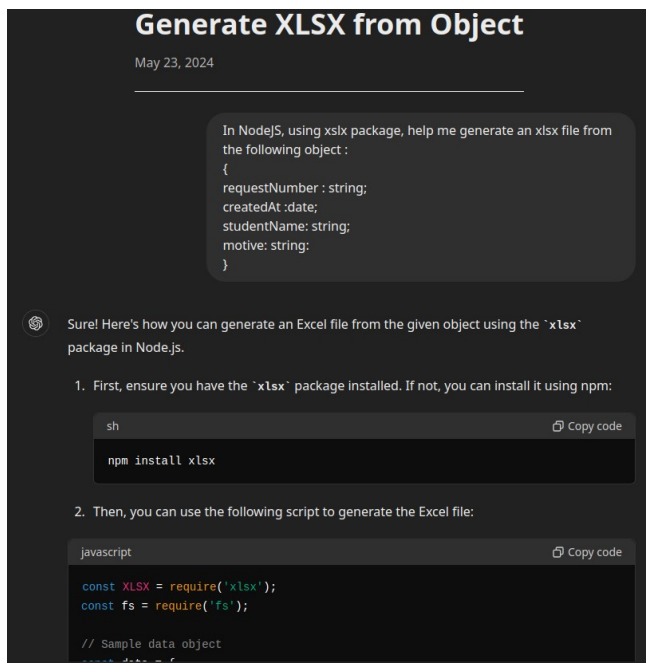 Generate XLSX from Object
May 23, 2024
In NodeJS, using xslx package, help me generate an xlsx file from
the following object :
{
requestNumber : string;
createdAt :date;
studentName: string;
motive: string:
}
Sure! Here's how you can generate an Excel file from the given object using the `xlsx`
package in Node.js.
1. First, ensure you have the `xlsx` package installed. If not, you can install it using npm:
sh
Copy code
npm install xlsx
2. Then, you can use the following script to generate the Excel file:
javascript
Copy code
const XLSX = require('xlsx');
const fs = require('fs');
// Sample data object
const data = {